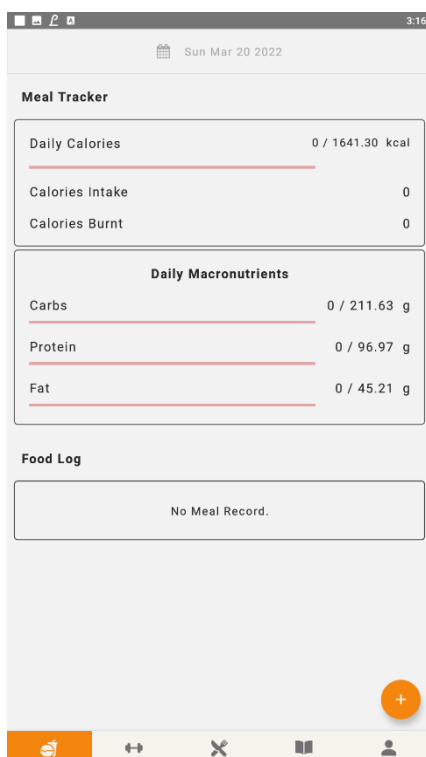 3:16
Sun Mar 20 2022
Meal Tracker
Daily Calories 0 / 1641.30 kcal
Calories Intake 0
Calories Burnt 0
Daily Macronutrients
Carbs 0 / 211.63 g
Protein 0 / 96.97 g
Fat 0 / 45.21 g
Food Log
No Meal Record.
+